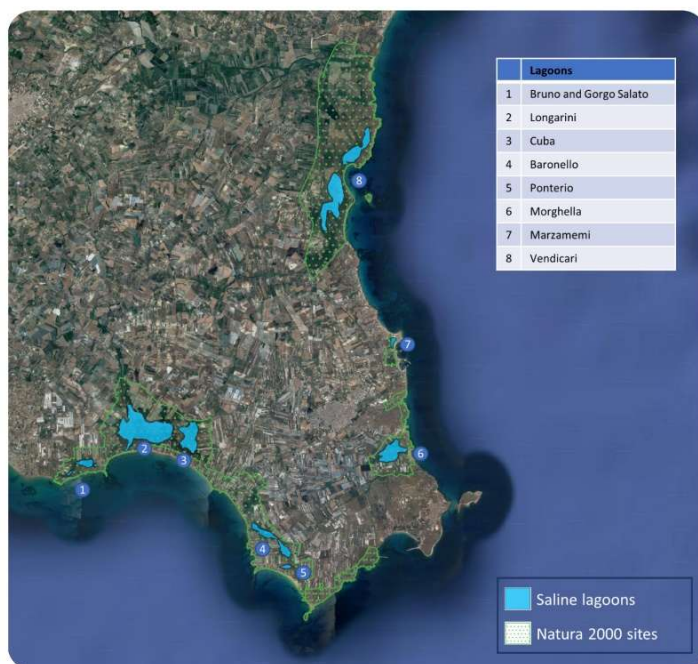 Lagoons
1 Bruno and Gorgo Salato
2 Longarini
3 Cuba
4 Baronello
5 Ponterio
6 Morghella
7 Marzamemi
8 Vendicari
8
7
6
2
3
1
4
5
Saline lagoons
Natura 2000 sites